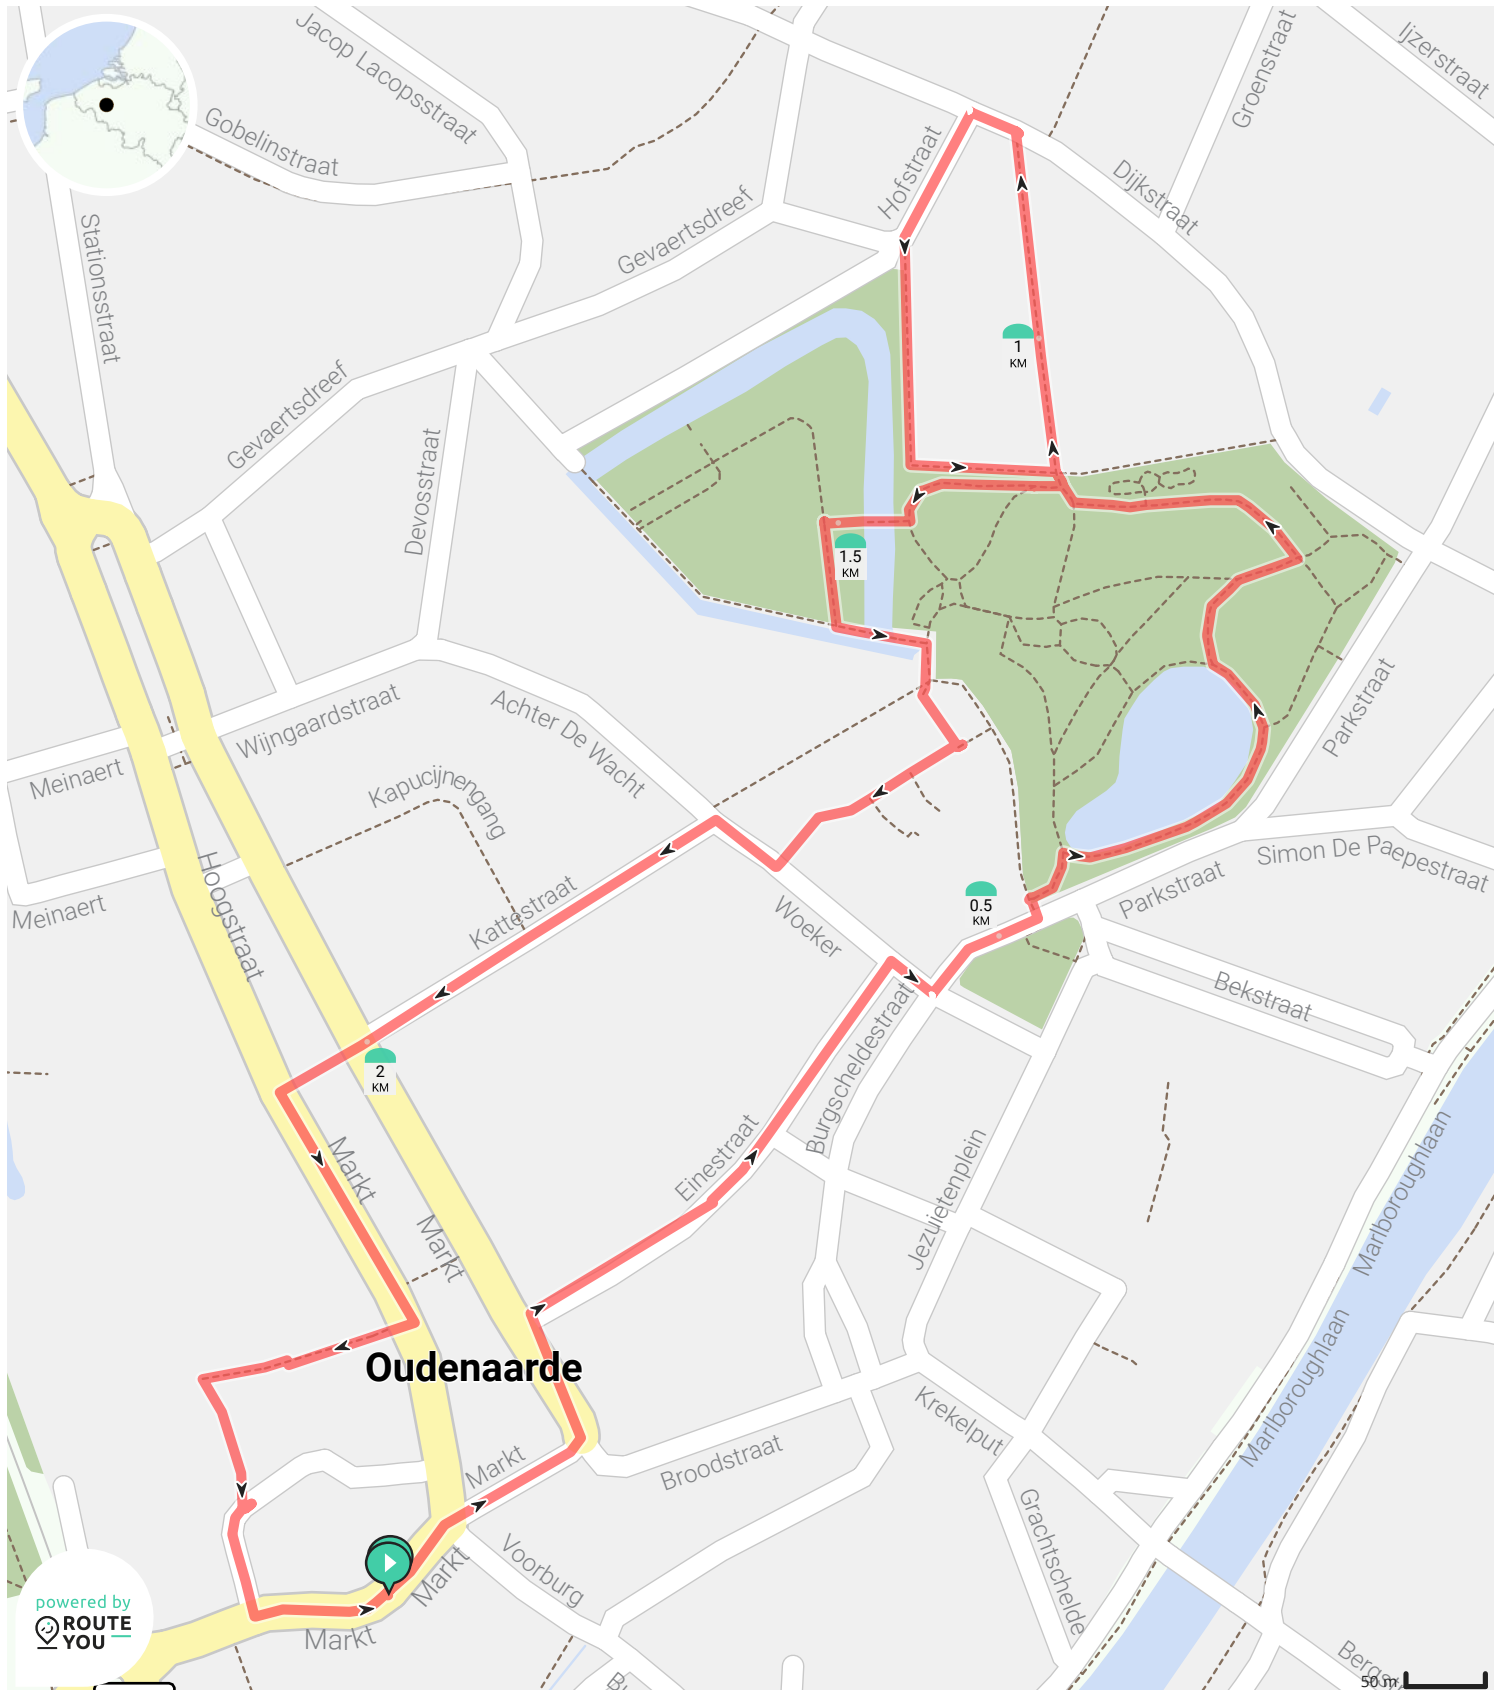 Jacop Lacopsstraat
Ijzerstraat
Groenstraat
Gobelinstraat
Hofstraat
Dijkstraat
Stationsstraat
Gevaertsdreef
1
KM
Gevaertsdreef
Devosstraat
1.5
KM
Wijngaardstraat
Achter De Wacht
Parkstraat
Meinaert
Kapucijnengang
Simon De Paepestraat
Hoogstraat
Kattestraat
0.5
KM
Parkstraat
Meinaert
Woeker
Bekstraat
Burgscheldestraat
2
KM
Markt
Einestraat
Marlboroughlaan
Markt
Jezuïetenplein
Oudenaarde
Marlboroughlaan
Krekelput
Markt
Broodstraat
Grachtschelde
Voorburg
Markt
powered by
ROUTE
YOU
Markt
50 m